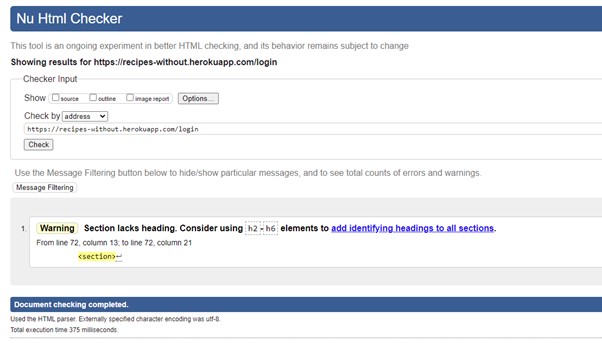 Nu Html Checker
This tool is an ongoing experiment in better HTML checking, and its behavior remains subject to change
Showing results for https://recipes-without.herokuapp.com/login
Checker Input
Show source outline image report Options...
Check by address
https://recipes-without.herokuapp.com/login
Check
Use the Message Filtering button below to hide/show particular messages, and to see total counts of errors and warnings.
Message Filtering
1. Warning Section lacks heading. Consider using h2-h6 elements to add identifying headings to all sections.
From line 72, column 13; to line 72, column 21
<section>↩
Document checking completed.
Used the HTML parser. Externally specified character encoding was utf-8.
Total execution time 375 milliseconds.